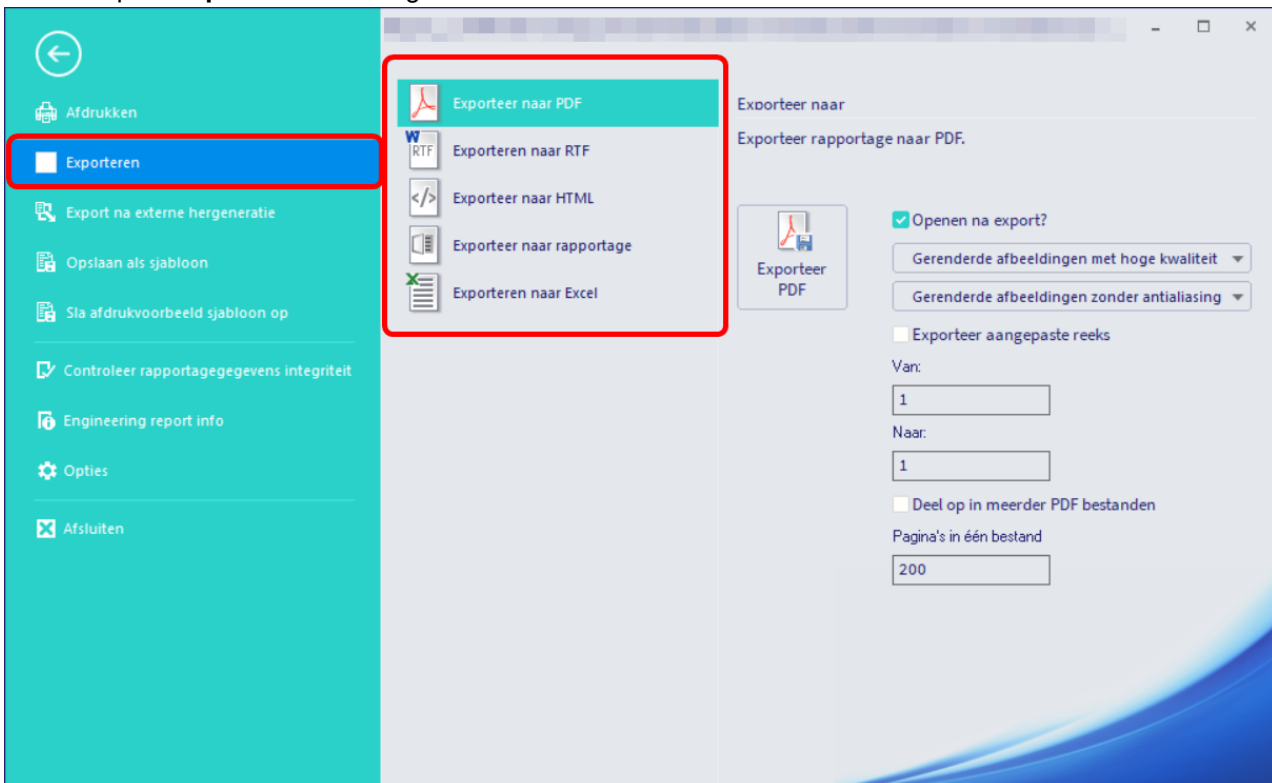 Afdrukken
Exporteren
Export na externe hergeneratie
Opslaan als sjabloon
Sla afdrukvoorbeeld sjabloon op
Controleer rapportagegegevens integriteit
Engineering report info
Opties
Afsluiten
Exporteer naar PDF
W
RTF
Exporteren naar RTF
</>
Exporteer naar HTML
Exporteer naar rapportage
X
Exporteren naar Excel
Exporteer naar
Exporteer rapportage naar PDF.
Exporteer
PDF
Openen na export?
Gerenderde afbeeldingen met hoge kwaliteit
Gerenderde afbeeldingen zonder antialiasing
Exporteer aangepaste reeks
Van:
1
Naar:
1
Deel op in meerder PDF bestanden
Pagina's in één bestand
200